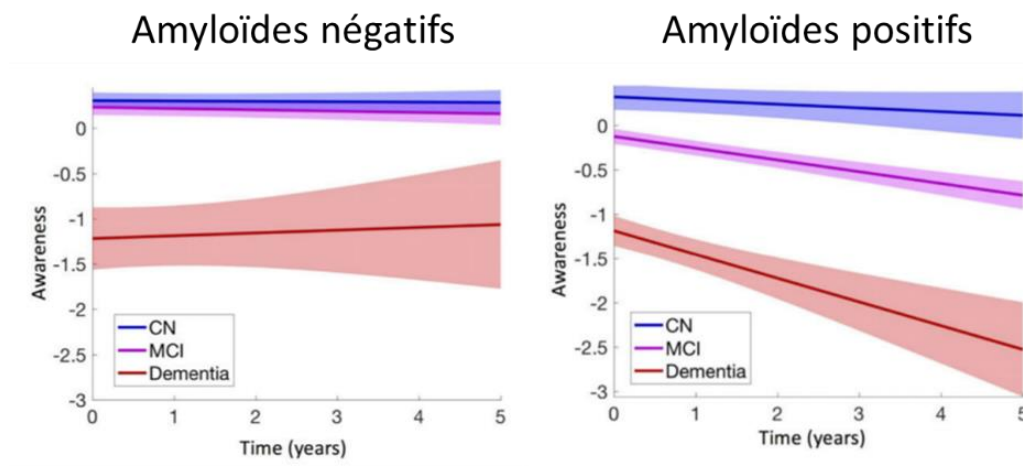 Amyloïdes négatifs
0
-0.5
-1
-1.5
-2
-2.5
-3
Awareness
CN
MCI
Dementia
0 1 2 3 4 5
Time (years)
Amyloïdes positifs
0
-0.5
-1
-1.5
-2
-2.5
-3
Awareness
CN
MCI
Dementia
0 1 2 3 4 5
Time (years)